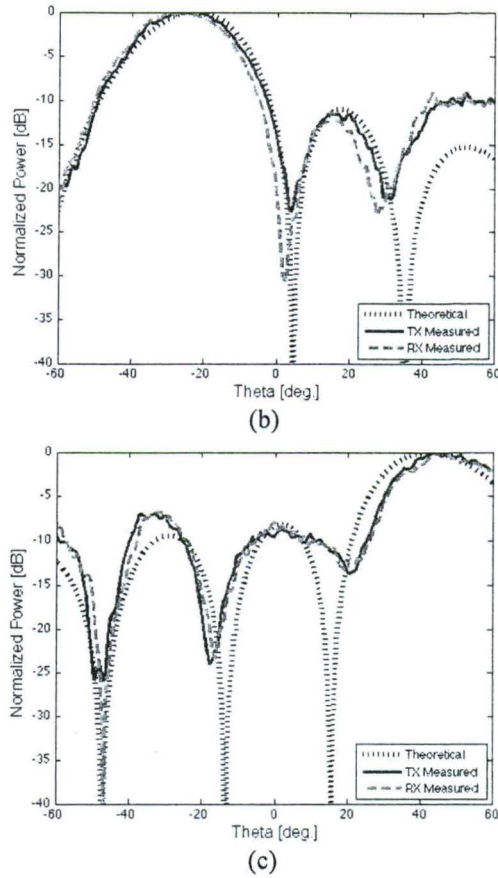 0
-5
-10
-15
-20
-25
-30
-35
-40
Normalized Power [dB]
-60 -40 -20 0 20 40 60
Theta [deg.]
Theoretical
TX Measured
RX Measured
(b)
0
-5
-10
-15
-20
-25
-30
-35
-40
Normalized Power [dB]
-60 -40 -20 0 20 40 60
Theta [deg.]
Theoretical
TX Measured
RX Measured
(c)